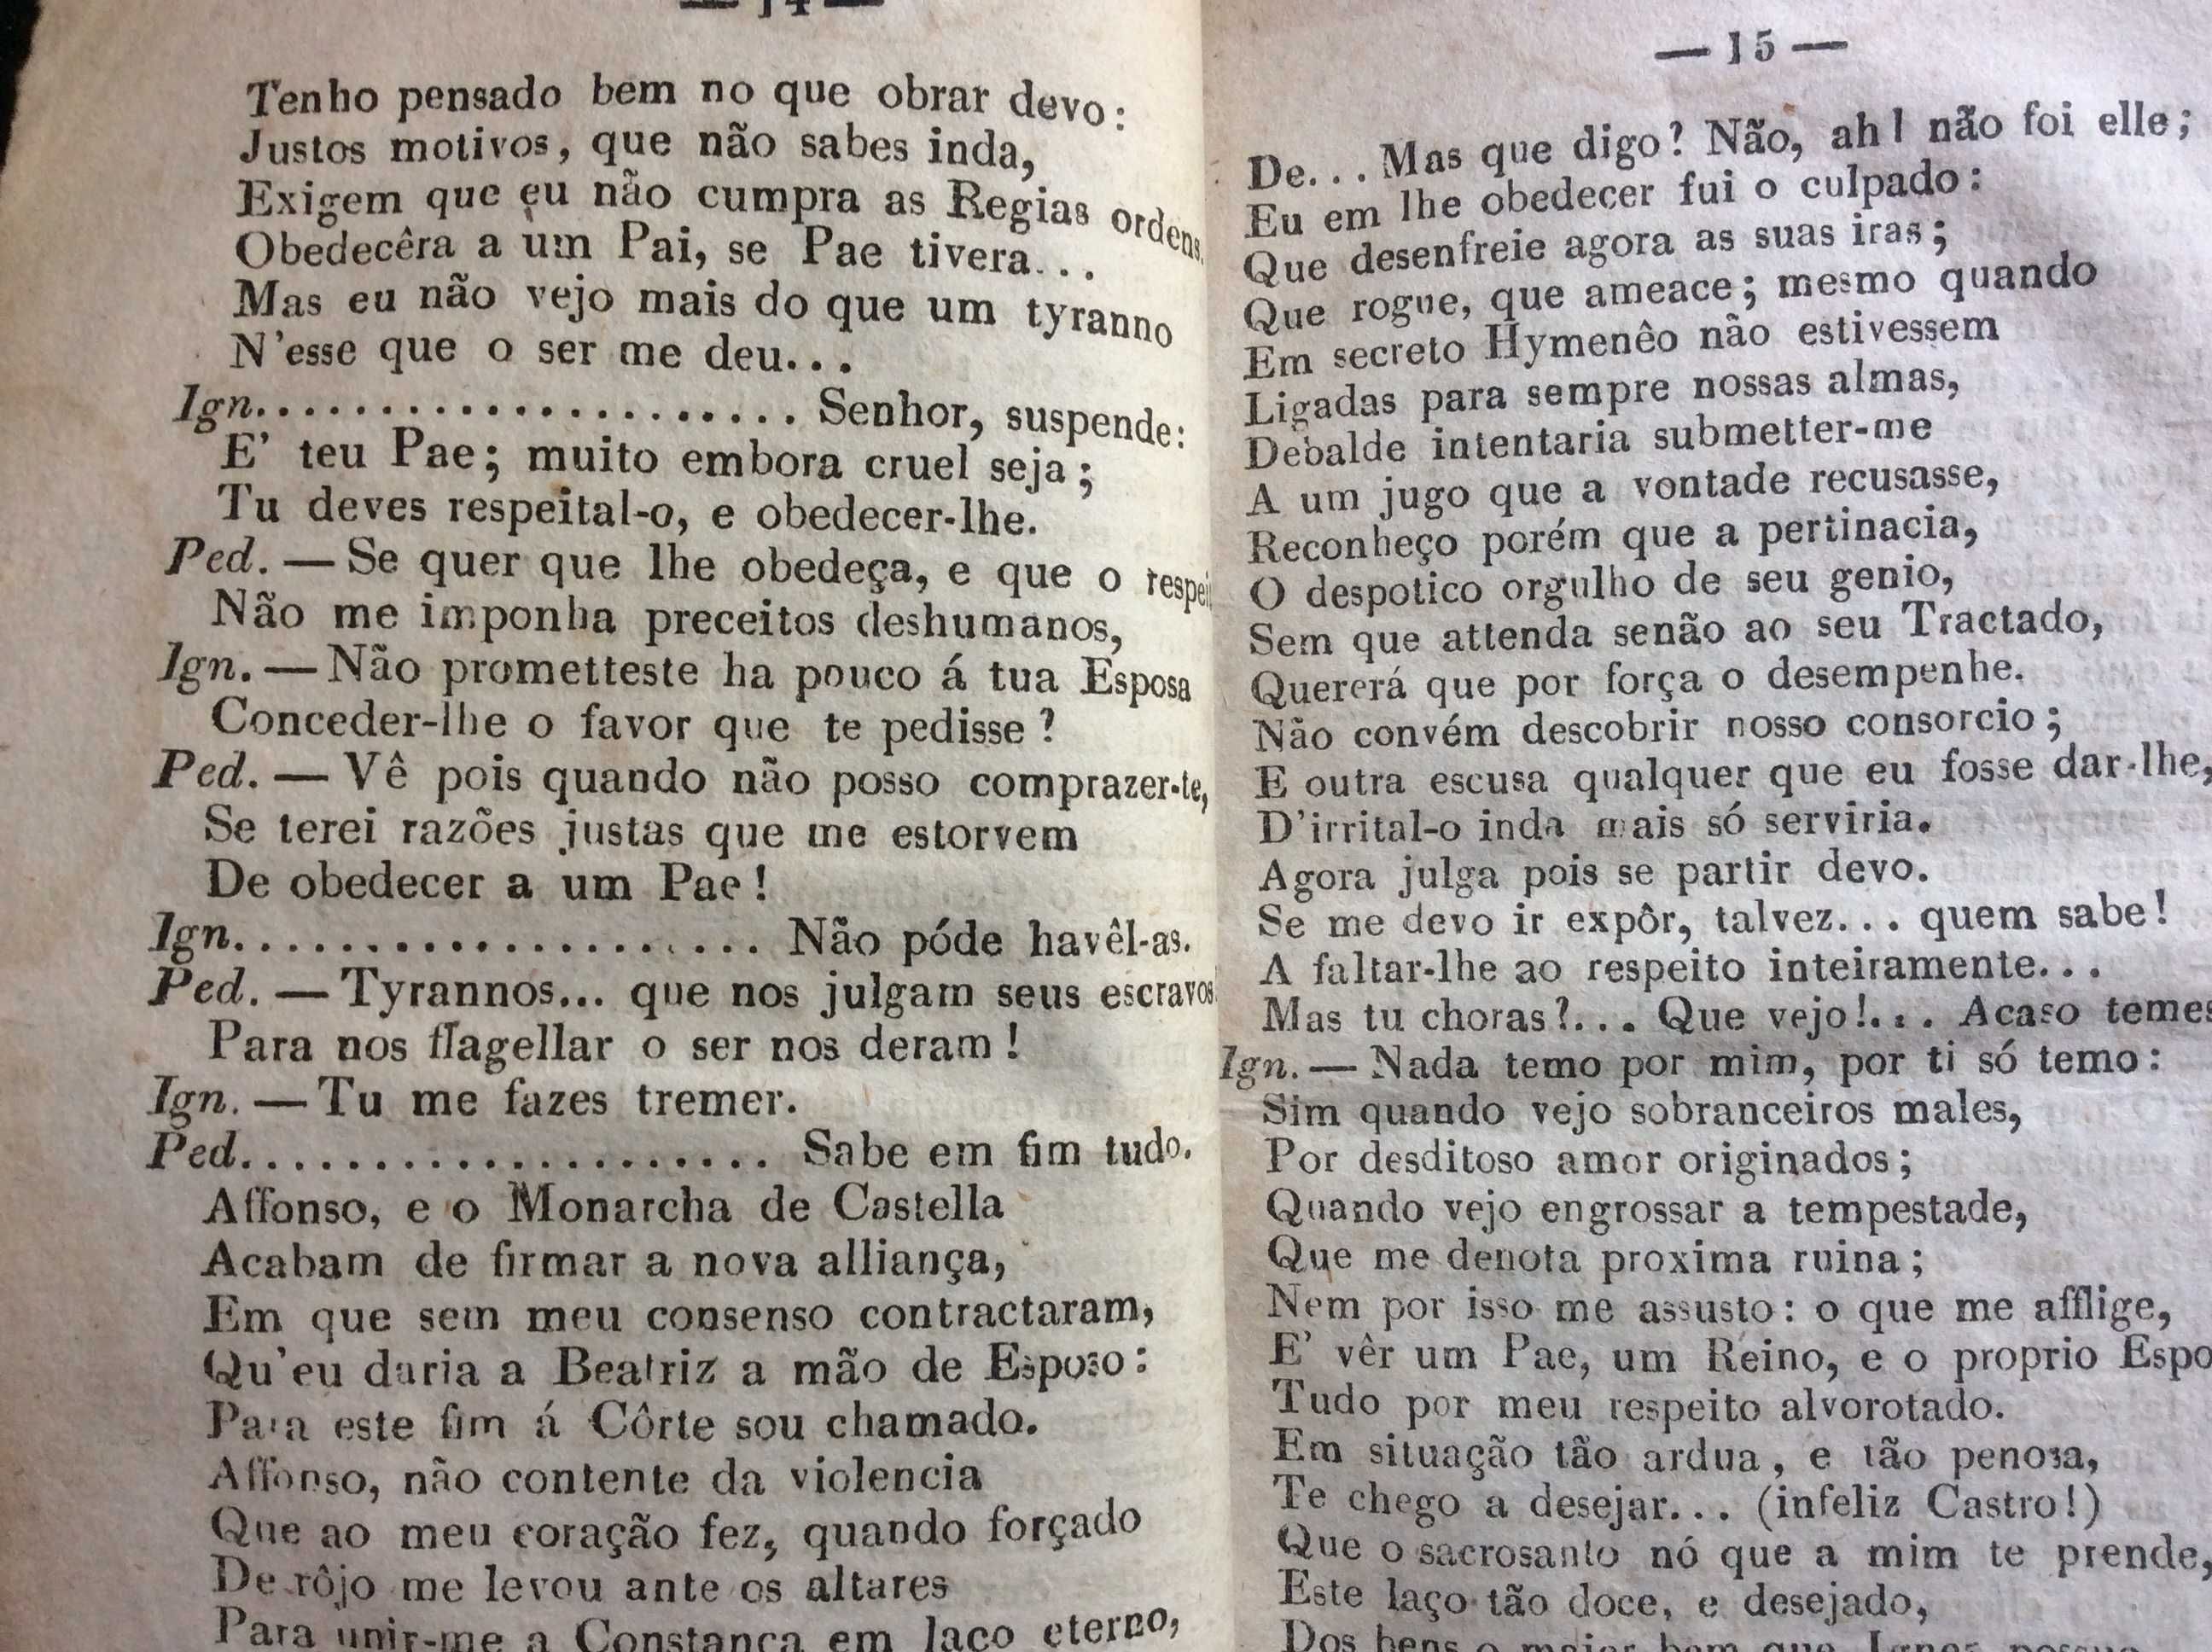 — 14 —
Tenho pensado bem no que obrar devo:
Justos motivos, que não sabes inda,
Exigem que eu não cumpra as Regias ordens.
Obedecêra a um Pai, se Pae tivera...
Mas eu não vejo mais do que um tyranno
N'esse que o ser me deu...
Ign...................... Senhor, suspende:
E' teu Pae; muito embora cruel seja;
Tu deves respeital-o, e obedecer-lhe.
Ped. — Se quer que lhe obedeça, e que o respei
Não me imponha preceitos deshumanos,
Ign. — Não prometteste ha pouco á tua Esposa
Conceder-lhe o favor que te pedisse?
Ped. — Vê pois quando não posso comprazer-te,
Se terei razões justas que me estorvem
De obedecer a um Pae!
Ign...................... Não póde havêl-as.
Ped. — Tyrannos... que nos julgam seus escravos
Para nos flagellar o ser nos deram!
Ign. — Tu me fazes tremer.
Ped...................... Sabe em fim tudo.
Affonso, e o Monarcha de Castella
Acabam de firmar a nova alliança,
Em que sem meu consenso contractaram,
Qu'eu daria a Beatriz a mão de Esposo:
Para este fim á Côrte sou chamado.
Affonso, não contente da violencia
Que ao meu coração fez, quando forçado
De rôjo me levou ante os altares
Para unir-me a Constança em laço eterno,
— 15 —
De... Mas que digo? Não, ah! não foi elle;
Eu em lhe obedecer fui o culpado:
Que desenfreie agora as suas iras;
Que rogue, que ameace; mesmo quando
Em secreto Hymenêo não estivessem
Ligadas para sempre nossas almas,
Debalde intentaria submetter-me
A um jugo que a vontade recusasse,
Reconheço porém que a pertinacia,
O despotico orgulho de seu genio,
Sem que attenda senão ao seu Tractado,
Quererá que por força o desempenhe.
Não convém descobrir nosso consorcio;
E outra escusa qualquer que eu fosse dar-lhe,
D'irrital-o inda mais só serviria.
Agora julga pois se partir devo.
Se me devo ir expôr, talvez... quem sabe!
A faltar-lhe ao respeito inteiramente...
Mas tu choras?... Que vejo!... Acaso temes
Ign. — Nada temo por mim, por ti só temo:
Sim quando vejo sobranceiros males,
Por desditoso amor originados;
Quando vejo engrossar a tempestade,
Que me denota proxima ruina;
Nem por isso me assusto: o que me afflige,
E' vêr um Pae, um Reino, e o proprio Espo
Tudo por meu respeito alvorotado.
Em situação tão ardua, e tão penosa,
Te chego a desejar... (infeliz Castro!)
Que o sacrosanto nó que a mim te prende,
Este laço tão doce, e desejado,
Dos bens o maior bem que Ignez